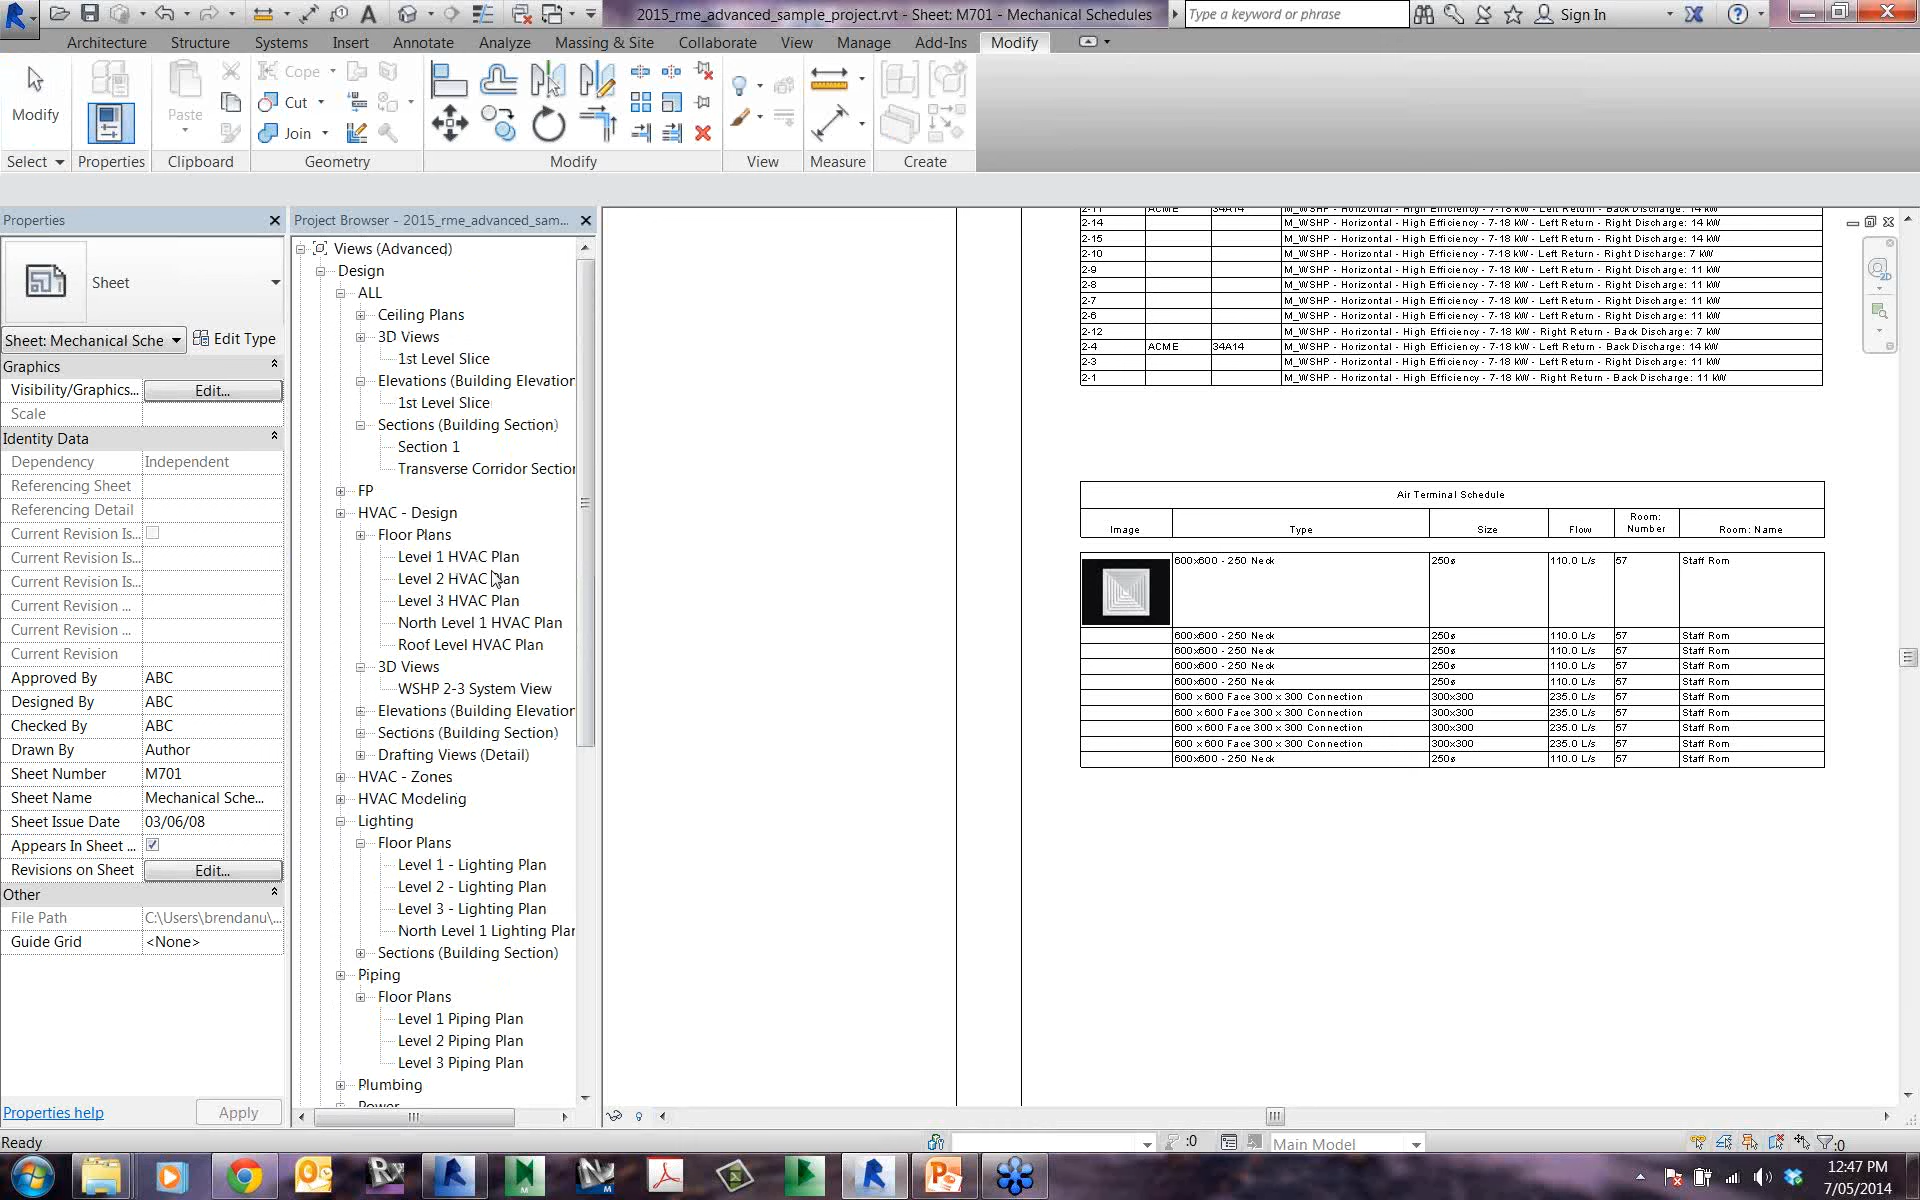 2015_rme_advanced_sample_project.rvt - Sheet: M701 - Mechanical Schedules
Type a keyword or phrase
Sign In
Architecture
Structure
Systems
Insert
Annotate
Analyze
Massing & Site
Collaborate
View
Manage
Add-Ins
Modify
Modify
Paste
Cope
Cut
Join
Select
Properties
Clipboard
Geometry
Modify
View
Measure
Create
Properties
Sheet
Sheet: Mechanical Sche
Edit Type
Graphics
Visibility/Graphics... Edit...
Scale
Identity Data
Dependency Independent
Referencing Sheet
Referencing Detail
Current Revision Is...
Current Revision Is...
Current Revision Is...
Current Revision ...
Current Revision ...
Current Revision
Approved By ABC
Designed By ABC
Checked By ABC
Drawn By Author
Sheet Number M701
Sheet Name Mechanical Sche...
Sheet Issue Date 03/06/08
Appears In Sheet ...
Revisions on Sheet Edit...
Other
File Path C:\Users\brendanu\...
Guide Grid <None>
Properties help
Apply
Project Browser - 2015_rme_advanced_sam...
Views (Advanced)
Design
ALL
Ceiling Plans
3D Views
1st Level Slice
Elevations (Building Elevation
1st Level Slice
Sections (Building Section)
Section 1
Transverse Corridor Section
FP
HVAC - Design
Floor Plans
Level 1 HVAC Plan
Level 2 HVAC Plan
Level 3 HVAC Plan
North Level 1 HVAC Plan
Roof Level HVAC Plan
3D Views
WSHP 2-3 System View
Elevations (Building Elevation
Sections (Building Section)
Drafting Views (Detail)
HVAC - Zones
HVAC Modeling
Lighting
Floor Plans
Level 1 - Lighting Plan
Level 2 - Lighting Plan
Level 3 - Lighting Plan
North Level 1 Lighting Plan
Sections (Building Section)
Piping
Floor Plans
Level 1 Piping Plan
Level 2 Piping Plan
Level 3 Piping Plan
Plumbing
Power
2-11 ACME 34A14 M_WSHP - Horizontal - High Efficiency - 7-18 kW - Left Return - Back Discharge: 14 kW
2-14 M_WSHP - Horizontal - High Efficiency - 7-18 kW - Left Return - Right Discharge: 14 kW
2-15 M_WSHP - Horizontal - High Efficiency - 7-18 kW - Left Return - Right Discharge: 14 kW
2-10 M_WSHP - Horizontal - High Efficiency - 7-18 kW - Left Return - Right Discharge: 7 kW
2-9 M_WSHP - Horizontal - High Efficiency - 7-18 kW - Left Return - Right Discharge: 11 kW
2-8 M_WSHP - Horizontal - High Efficiency - 7-18 kW - Left Return - Right Discharge: 11 kW
2-7 M_WSHP - Horizontal - High Efficiency - 7-18 kW - Left Return - Right Discharge: 11 kW
2-6 M_WSHP - Horizontal - High Efficiency - 7-18 kW - Left Return - Right Discharge: 11 kW
2-12 M_WSHP - Horizontal - High Efficiency - 7-18 kW - Right Return - Back Discharge: 7 kW
2-4 ACME 34A14 M_WSHP - Horizontal - High Efficiency - 7-18 kW - Left Return - Back Discharge: 14 kW
2-3 M_WSHP - Horizontal - High Efficiency - 7-18 kW - Left Return - Right Discharge: 11 kW
2-1 M_WSHP - Horizontal - High Efficiency - 7-18 kW - Right Return - Back Discharge: 11 kW
Air Terminal Schedule
Image Type Size Flow Room: Number Room: Name
600x600 - 250 Neck 250ø 110.0 L/s 57 Staff Rom
600x600 - 250 Neck 250ø 110.0 L/s 57 Staff Rom
600x600 - 250 Neck 250ø 110.0 L/s 57 Staff Rom
600x600 - 250 Neck 250ø 110.0 L/s 57 Staff Rom
600x600 - 250 Neck 250ø 110.0 L/s 57 Staff Rom
600 x 600 Face 300 x 300 Connection 300x300 235.0 L/s 57 Staff Rom
600 x 600 Face 300 x 300 Connection 300x300 235.0 L/s 57 Staff Rom
600 x 600 Face 300 x 300 Connection 300x300 235.0 L/s 57 Staff Rom
600 x 600 Face 300 x 300 Connection 300x300 235.0 L/s 57 Staff Rom
600x600 - 250 Neck 250ø 110.0 L/s 57 Staff Rom
2D
Ready
:0
Main Model
:0
12:47 PM
7/05/2014